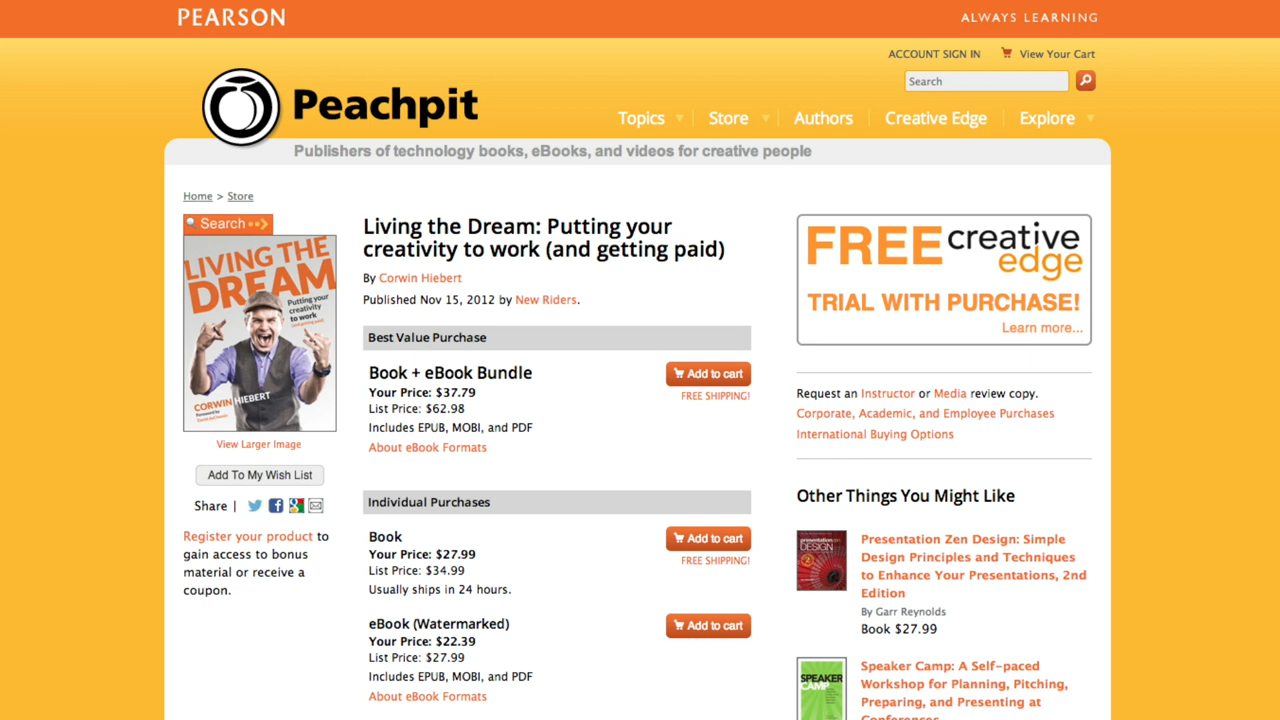 PEARSON
ALWAYS LEARNING
ACCOUNT SIGN IN View Your Cart
Search
Peachpit
Topics Store Authors Creative Edge Explore
Publishers of technology books, eBooks, and videos for creative people
Home > Store
Search
LIVING THE
DREAM
Putting your
creativity
to work
(and getting paid)
CORWIN HIEBERT
Foreword by
View Larger Image
Add To My Wish List
Share |
Register your product to
gain access to bonus
material or receive a
coupon.
Living the Dream: Putting your
creativity to work (and getting paid)
By Corwin Hiebert
Published Nov 15, 2012 by New Riders.
Best Value Purchase
Book + eBook Bundle
Add to cart
Your Price: $37.79
FREE SHIPPING!
List Price: $62.98
Includes EPUB, MOBI, and PDF
About eBook Formats
Individual Purchases
Book
Add to cart
Your Price: $27.99
FREE SHIPPING!
List Price: $34.99
Usually ships in 24 hours.
eBook (Watermarked)
Add to cart
Your Price: $22.39
List Price: $27.99
Includes EPUB, MOBI, and PDF
About eBook Formats
FREE creative
edge
TRIAL WITH PURCHASE!
Learn more...
Request an Instructor or Media review copy.
Corporate, Academic, and Employee Purchases
International Buying Options
Other Things You Might Like
presentationzen
DESIGN
Presentation Zen Design: Simple
Design Principles and Techniques
to Enhance Your Presentations, 2nd
Edition
By Garr Reynolds
Book $27.99
SPEAKER
CAMP
Speaker Camp: A Self-paced
Workshop for Planning, Pitching,
Preparing, and Presenting at
Conferences